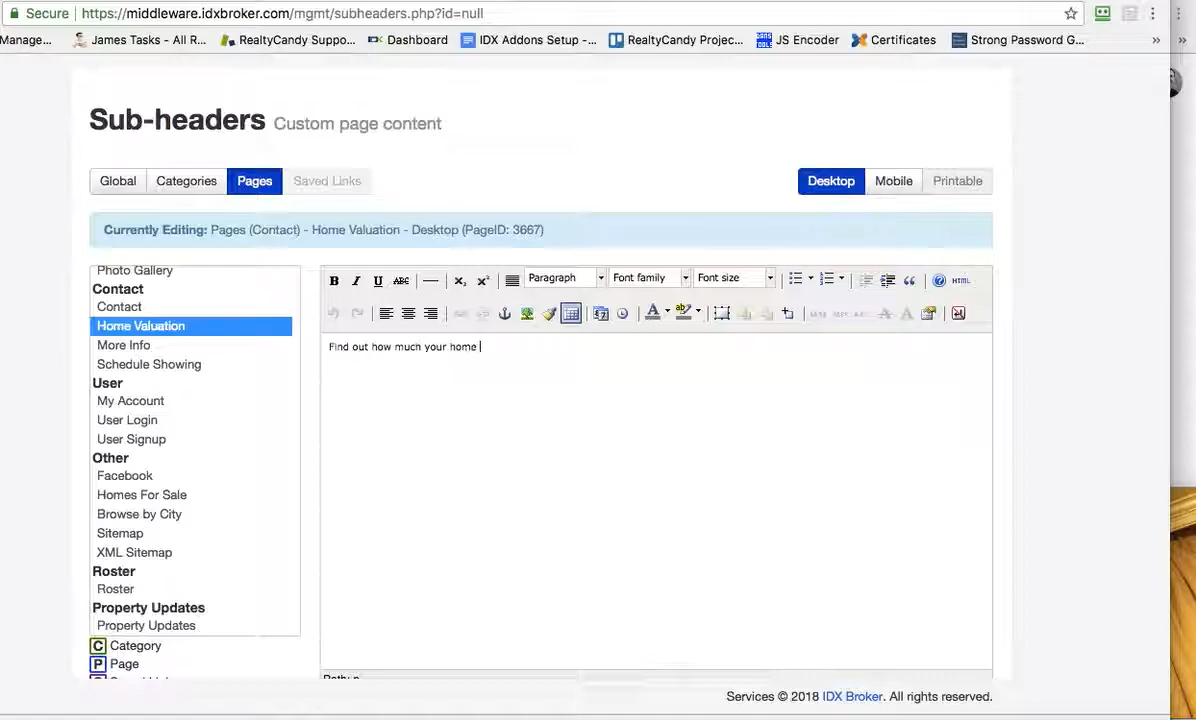 Secure https://middleware.idxbroker.com/mgmt/subheaders.php?id=null
Manage... James Tasks - All R... RealtyCandy Suppo... Dashboard IDX Addons Setup -... RealtyCandy Projec... JS Encoder Certificates Strong Password G... »
Sub-headers Custom page content
Global Categories Pages Saved Links Desktop Mobile Printable
Currently Editing: Pages (Contact) - Home Valuation - Desktop (PageID: 3667)
Photo Gallery
Contact
Contact
Home Valuation
More Info
Schedule Showing
User
My Account
User Login
User Signup
Other
Facebook
Homes For Sale
Browse by City
Sitemap
XML Sitemap
Roster
Roster
Property Updates
Property Updates
C Category
P Page
B I U ABC Paragraph Font family Font size HTML
Find out how much your home
Services © 2018 IDX Broker. All rights reserved.